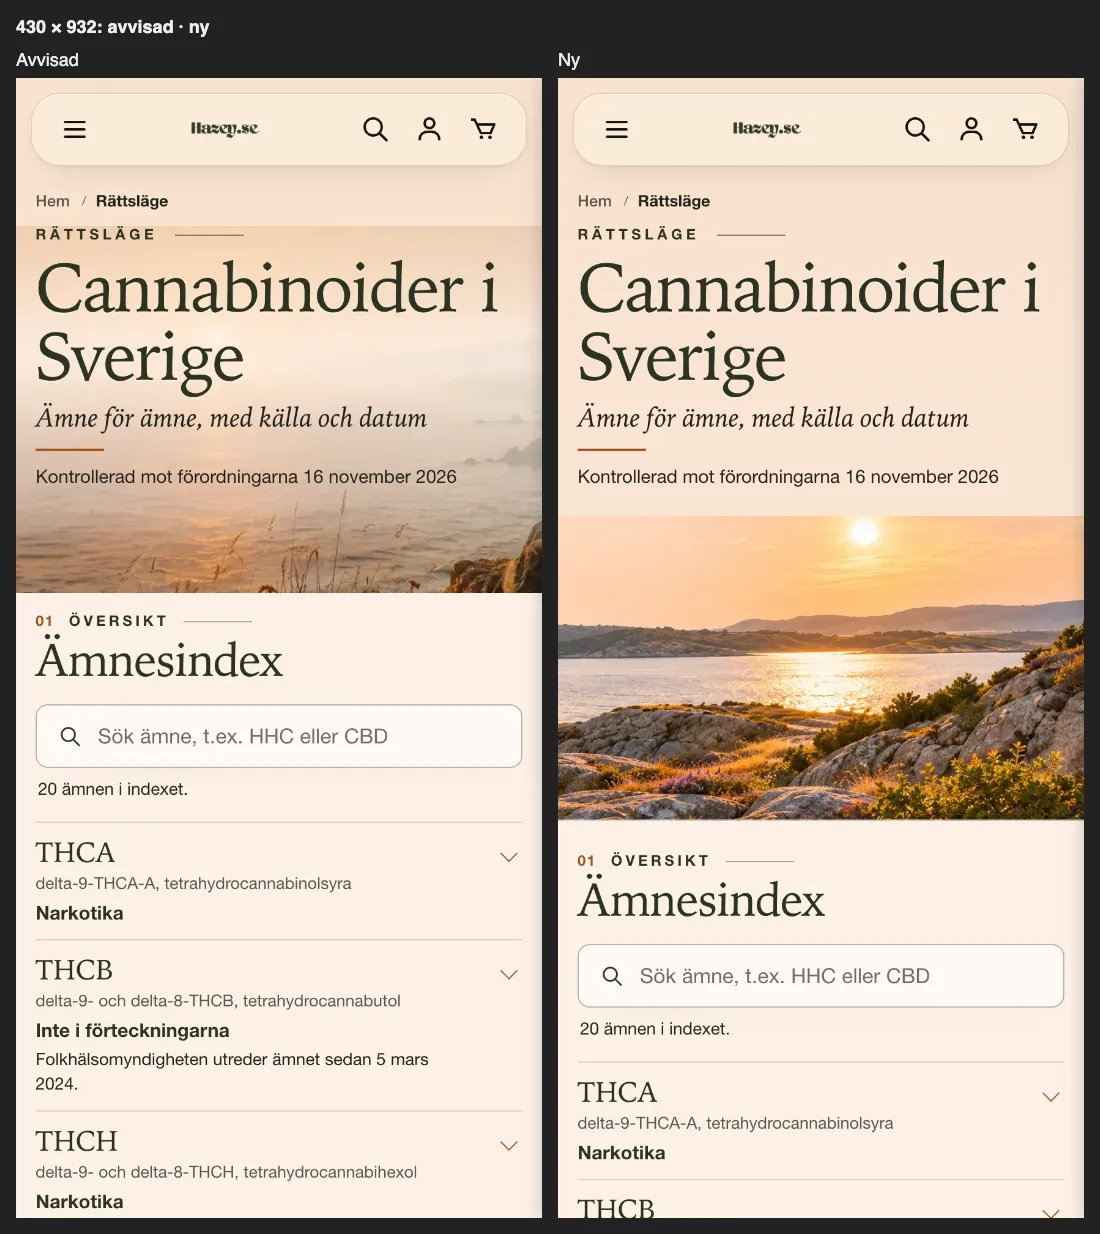 430 × 932: avvisad · ny
Avvisad
Hazey.se
Hem / Rättsläge
RÄTTSLÄGE
Cannabinoider i
Sverige
Ämne för ämne, med källa och datum
Kontrollerad mot förordningarna 16 november 2026
01 ÖVERSIKT
Ämnesindex
Sök ämne, t.ex. HHC eller CBD
20 ämnen i indexet.
THCA
delta-9-THCA-A, tetrahydrocannabinolsyra
Narkotika
THCB
delta-9- och delta-8-THCB, tetrahydrocannabutol
Inte i förteckningarna
Folkhälsomyndigheten utreder ämnet sedan 5 mars
2024.
THCH
delta-9- och delta-8-THCH, tetrahydrocannabihexol
Narkotika
Ny
Hazey.se
Hem / Rättsläge
RÄTTSLÄGE
Cannabinoider i
Sverige
Ämne för ämne, med källa och datum
Kontrollerad mot förordningarna 16 november 2026
01 ÖVERSIKT
Ämnesindex
Sök ämne, t.ex. HHC eller CBD
20 ämnen i indexet.
THCA
delta-9-THCA-A, tetrahydrocannabinolsyra
Narkotika
THCB